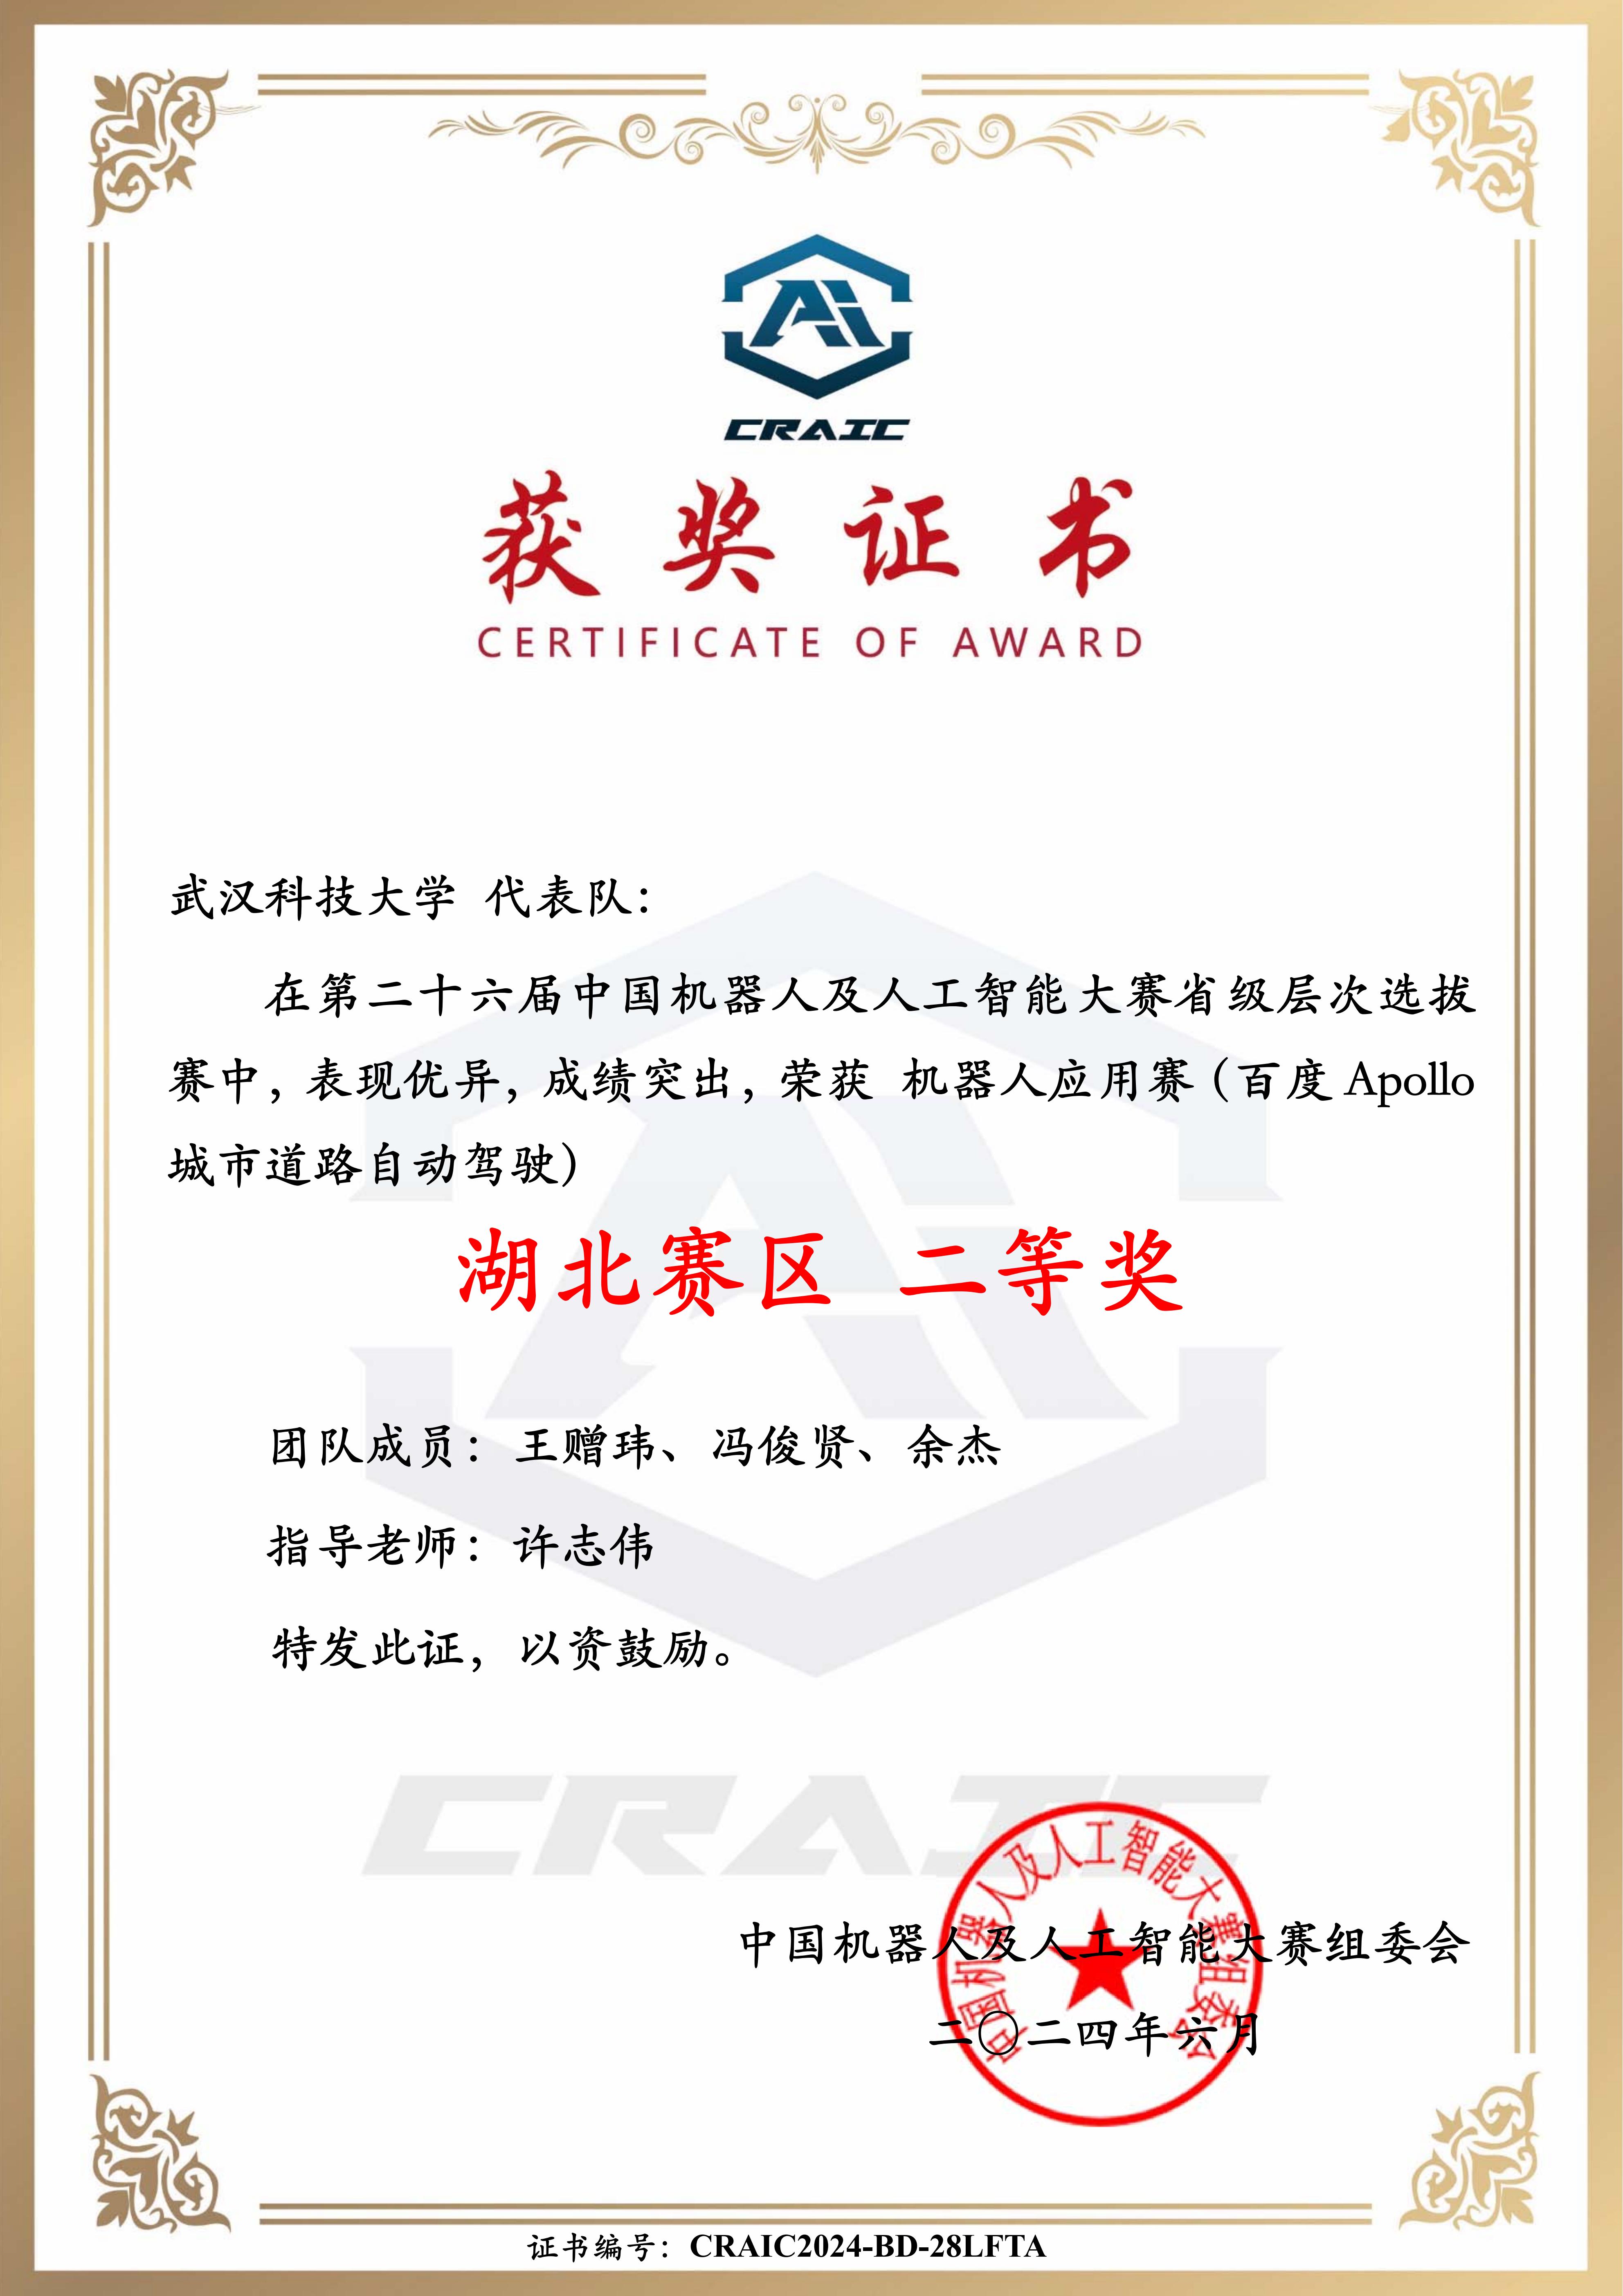 CRAIC
获奖证书
CERTIFICATE OF AWARD
武汉科技大学 代表队：
在第二十六届中国机器人及人工智能大赛省级层次选拔
赛中，表现优异，成绩突出，荣获 机器人应用赛（百度 Apollo
城市道路自动驾驶）
湖北赛区 二等奖
团队成员：王赠玮、冯俊贤、余杰
指导老师：许志伟
特发此证，以资鼓励。
CRAIC
中国机器人及人工智能大赛组委会
中国机器人及人工智能大赛组委会
二〇二四年六月
证书编号：CRAIC2024-BD-28LFTA